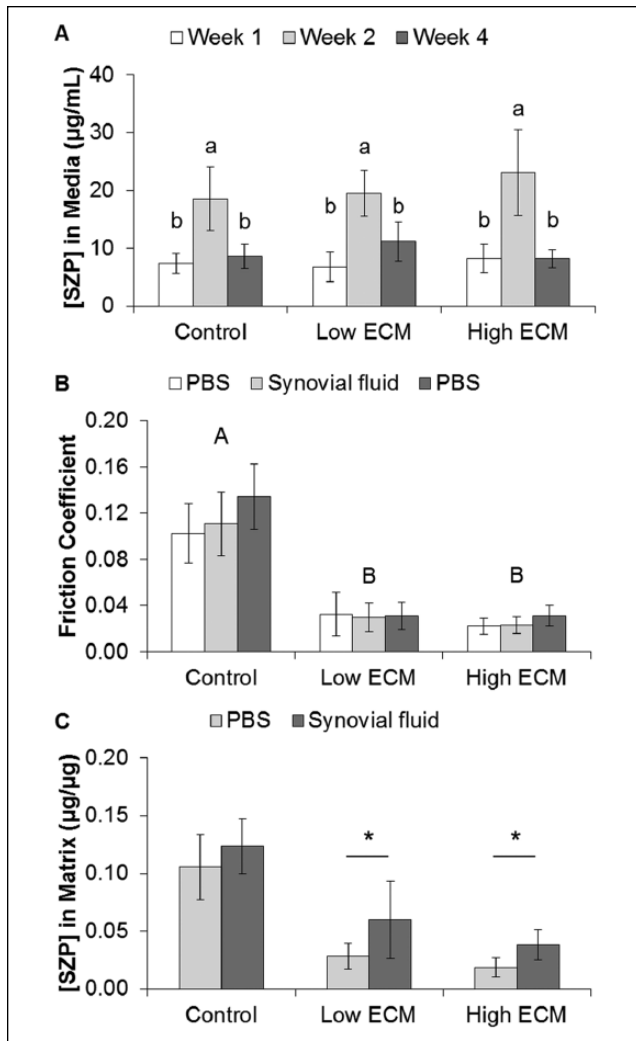 A
Week 1 Week 2 Week 4
[SZP] in Media (µg/mL)
40
30
20
10
0
b a b b a b b a b
Control Low ECM High ECM
B
PBS Synovial fluid PBS
Friction Coefficient
0.20
0.16
0.12
0.08
0.04
0.00
A B B
Control Low ECM High ECM
C
PBS Synovial fluid
[SZP] in Matrix (µg/µg)
0.20
0.15
0.10
0.05
0.00
* *
Control Low ECM High ECM